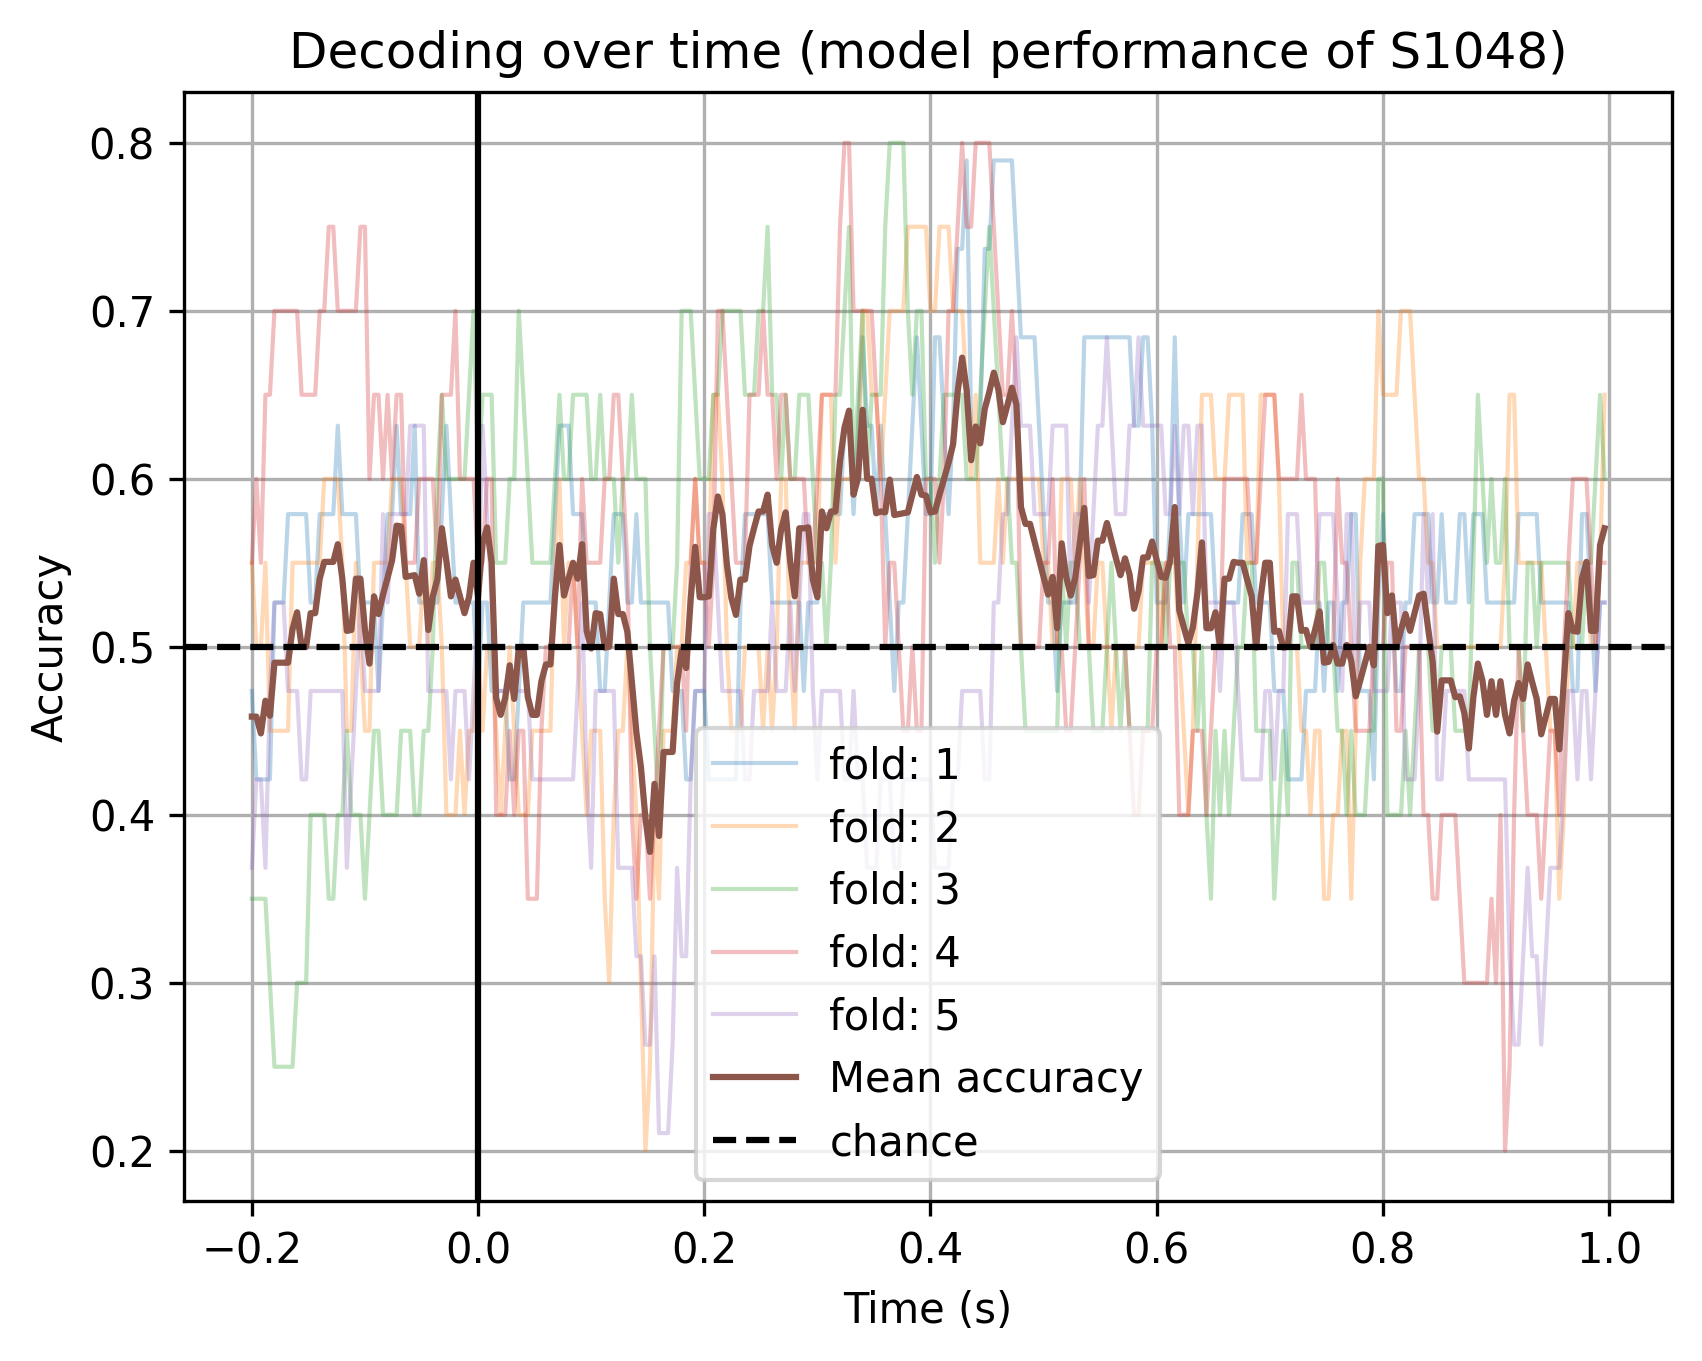 Decoding over time (model performance of S1048)
Accuracy
0.8
0.7
0.6
0.5
0.4
0.3
0.2
fold: 1
fold: 2
fold: 3
fold: 4
fold: 5
Mean accuracy
chance
−0.2 0.0 0.2 0.4 0.6 0.8 1.0
Time (s)